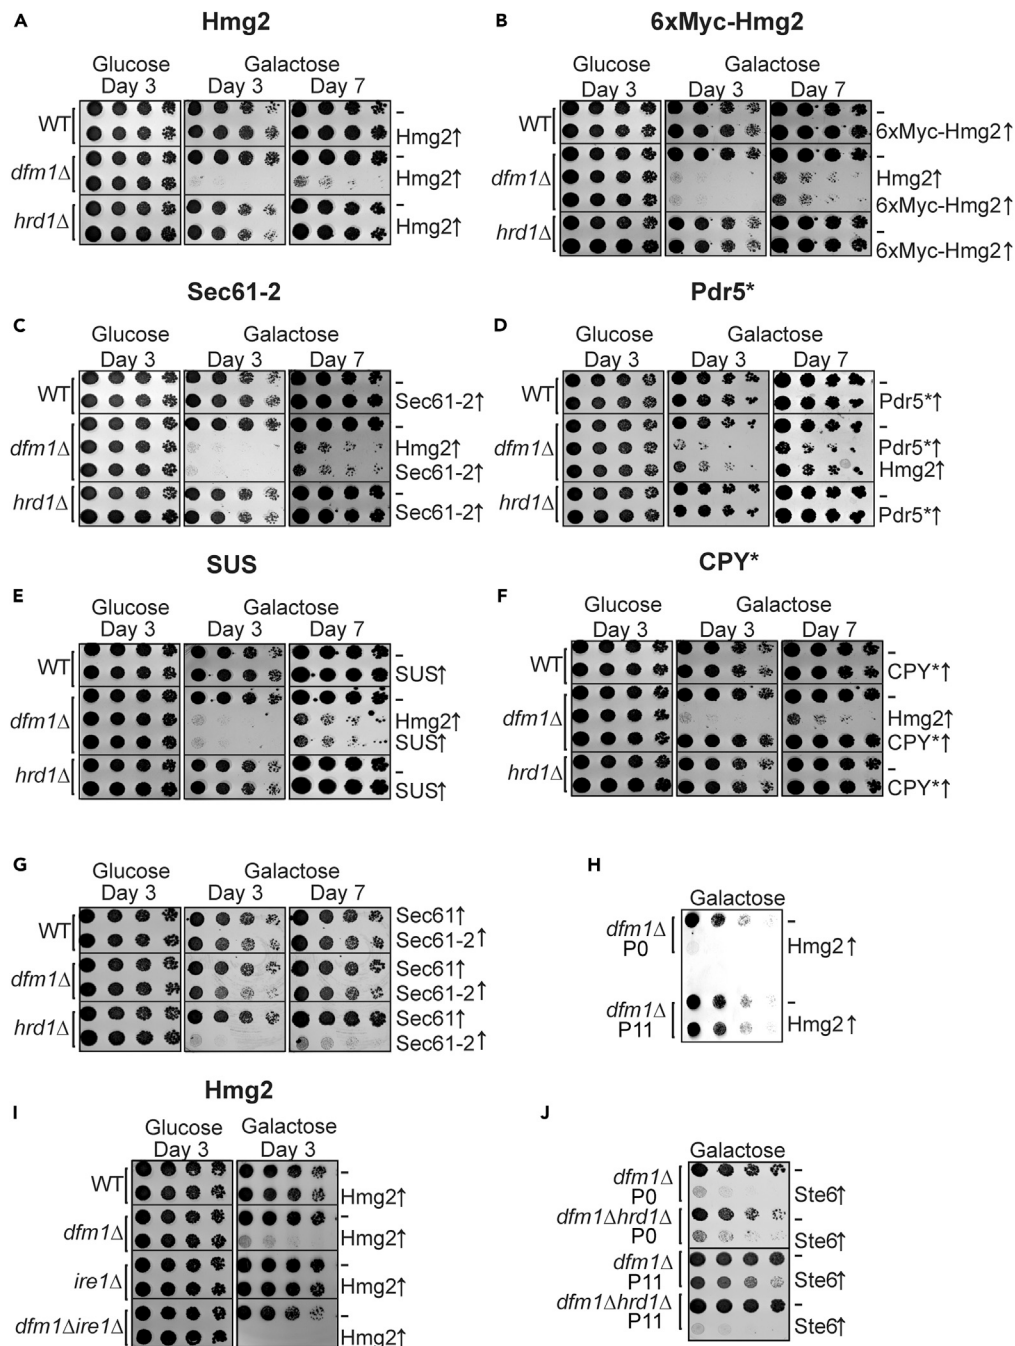 A
Hmg2
Glucose
Galactose
Day 3
Day 3
Day 7
WT
-
Hmg2↑
dfm1Δ
-
Hmg2↑
hrd1Δ
-
Hmg2↑
B
6xMyc-Hmg2
Glucose
Galactose
Day 3
Day 3
Day 7
WT
-
6xMyc-Hmg2↑
dfm1Δ
-
Hmg2↑
6xMyc-Hmg2↑
hrd1Δ
-
6xMyc-Hmg2↑
Sec61-2
C
Glucose
Galactose
Day 3
Day 3
Day 7
WT
-
Sec61-2↑
dfm1Δ
-
Hmg2↑
Sec61-2↑
hrd1Δ
-
Sec61-2↑
Pdr5*
D
Glucose
Galactose
Day 3
Day 3
Day 7
WT
-
Pdr5*↑
dfm1Δ
-
Pdr5*↑
Hmg2↑
hrd1Δ
-
Pdr5*↑
SUS
E
Glucose
Galactose
Day 3
Day 3
Day 7
WT
-
SUS↑
dfm1Δ
-
Hmg2↑
SUS↑
hrd1Δ
-
SUS↑
CPY*
F
Glucose
Galactose
Day 3
Day 3
Day 7
WT
-
CPY*↑
dfm1Δ
-
Hmg2↑
CPY*↑
hrd1Δ
-
CPY*↑
G
Glucose
Galactose
Day 3
Day 3
Day 7
WT
Sec61↑
Sec61-2↑
dfm1Δ
Sec61↑
Sec61-2↑
hrd1Δ
Sec61↑
Sec61-2↑
H
Galactose
dfm1Δ
P0
-
Hmg2↑
dfm1Δ
P11
-
Hmg2↑
Hmg2
I
Glucose
Galactose
Day 3
Day 3
WT
-
Hmg2↑
dfm1Δ
-
Hmg2↑
ire1Δ
-
Hmg2↑
dfm1Δire1Δ
-
Hmg2↑
J
Galactose
dfm1Δ
P0
-
Ste6↑
dfm1Δhrd1Δ
P0
-
Ste6↑
dfm1Δ
P11
-
Ste6↑
dfm1Δhrd1Δ
P11
-
Ste6↑